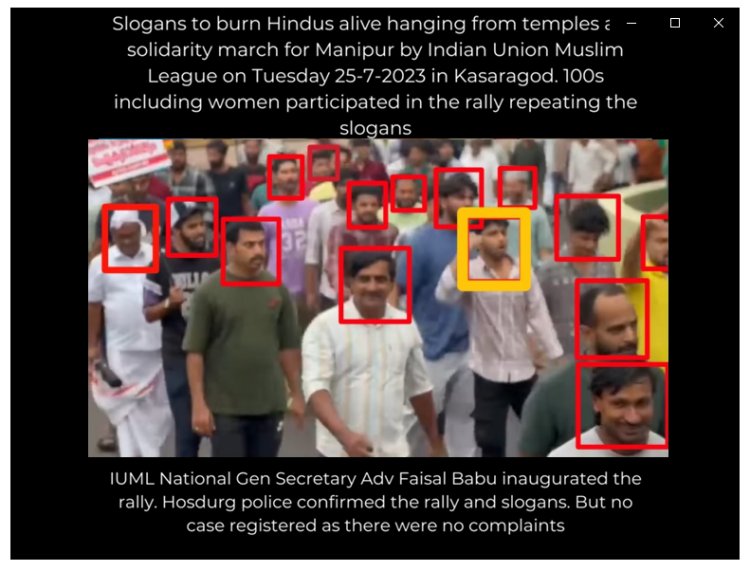 Slogans to burn Hindus alive hanging from temples a
solidarity march for Manipur by Indian Union Muslim
League on Tuesday 25-7-2023 in Kasaragod. 100s
including women participated in the rally repeating the
slogans
32
IUML National Gen Secretary Adv Faisal Babu inaugurated the
rally. Hosdurg police confirmed the rally and slogans. But no
case registered as there were no complaints